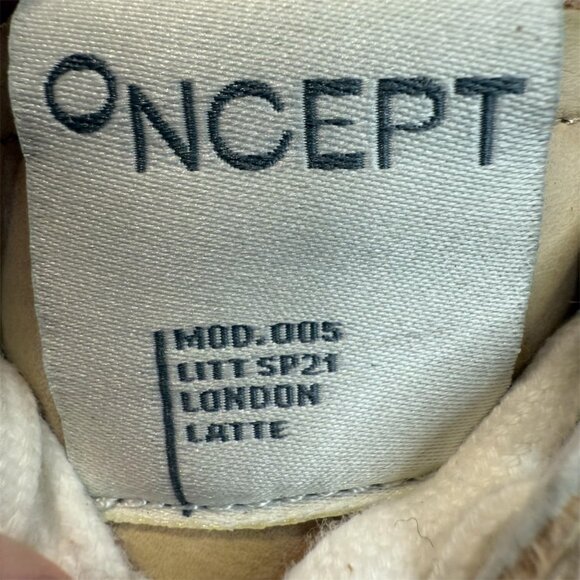 ONCEPT
MOD.005
LITT SP21
LONDON
LATTE